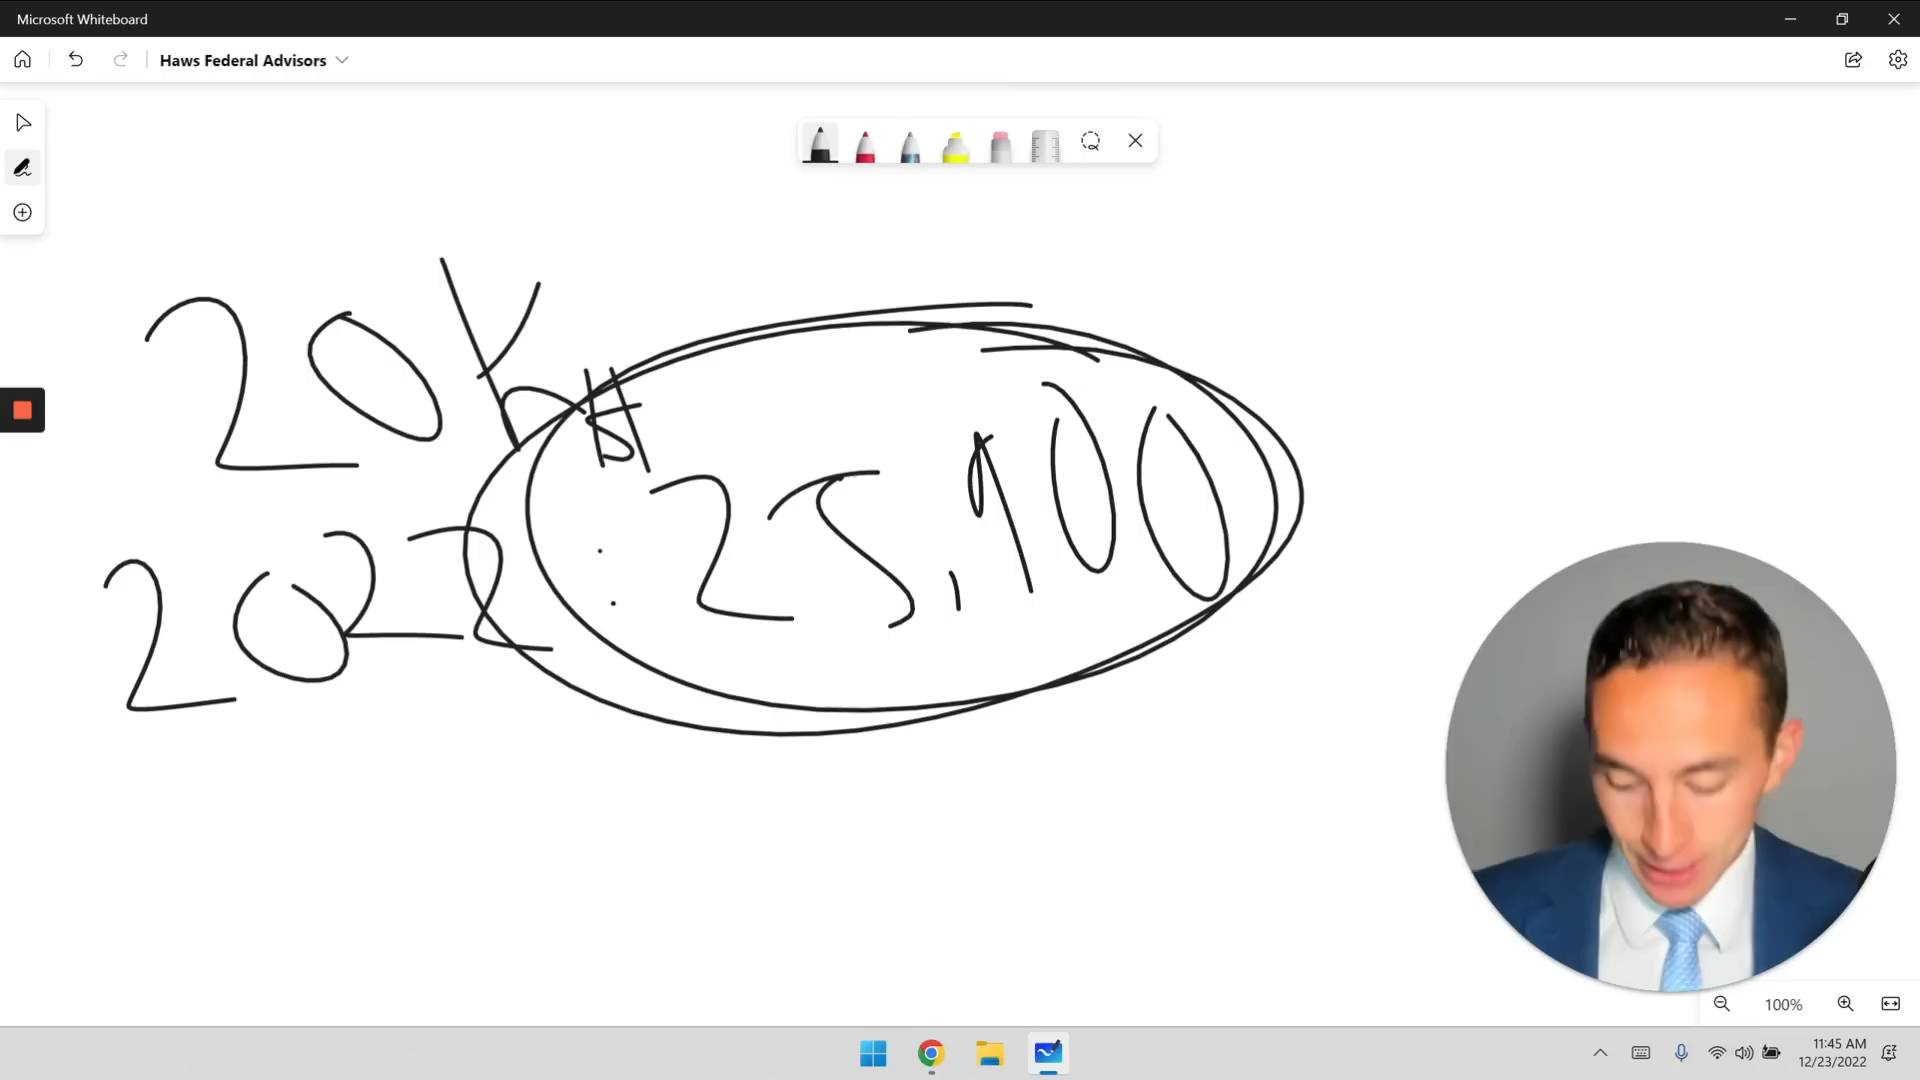 Microsoft Whiteboard
Haws Federal Advisors
20K
$
2022: 25,900
100%
11:45 AM
12/23/2022